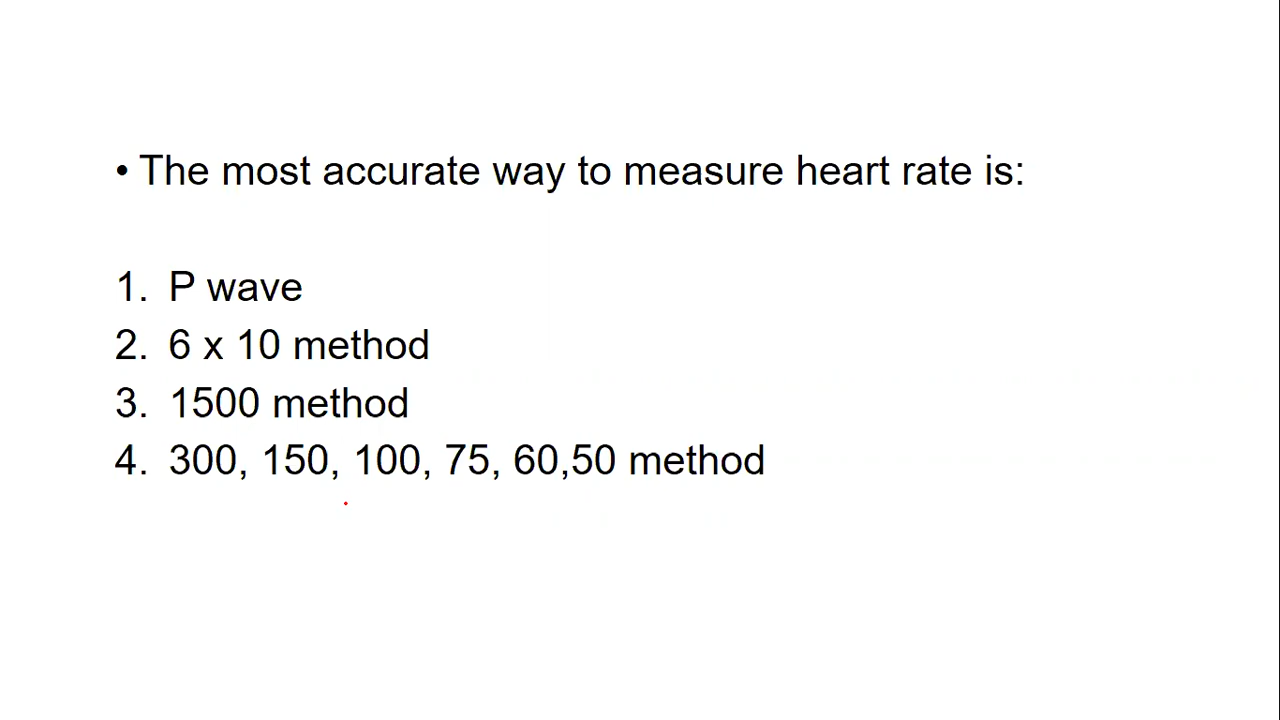 • The most accurate way to measure heart rate is:
1. P wave
2. 6 x 10 method
3. 1500 method
4. 300, 150, 100, 75, 60,50 method